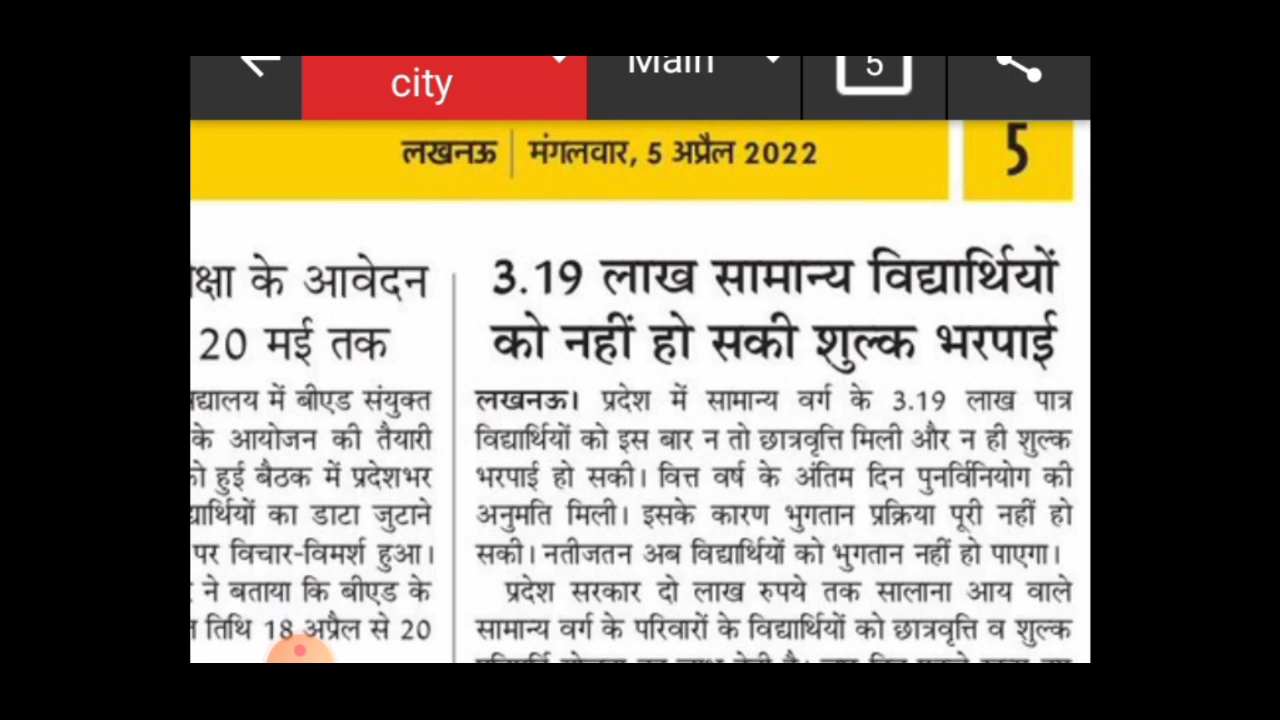 city
Main
5
लखनऊ | मंगलवार, 5 अप्रैल 2022
5
क्षा के आवेदन
20 मई तक
में बीएड संयुक्त
के आयोजन की तैयारी
हुई बैठक में प्रदेशभर
का डाटा जुटाने
पर विचार-विमर्श हुआ।
ने बताया कि बीएड के
तिथि 18 अप्रैल से 20
3.19 लाख सामान्य विद्यार्थियों
को नहीं हो सकी शुल्क भरपाई
लखनऊ। प्रदेश में सामान्य वर्ग के 3.19 लाख पात्र
विद्यार्थियों को इस बार न तो छात्रवृत्ति मिली और न ही शुल्क
भरपाई हो सकी। वित्त वर्ष के अंतिम दिन पुनर्विनियोग की
अनुमति मिली। इसके कारण भुगतान प्रक्रिया पूरी नहीं हो
सकी। नतीजतन अब विद्यार्थियों को भुगतान नहीं हो पाएगा।
प्रदेश सरकार दो लाख रुपये तक सालाना आय वाले
सामान्य वर्ग के परिवारों के विद्यार्थियों को छात्रवृत्ति व शुल्क